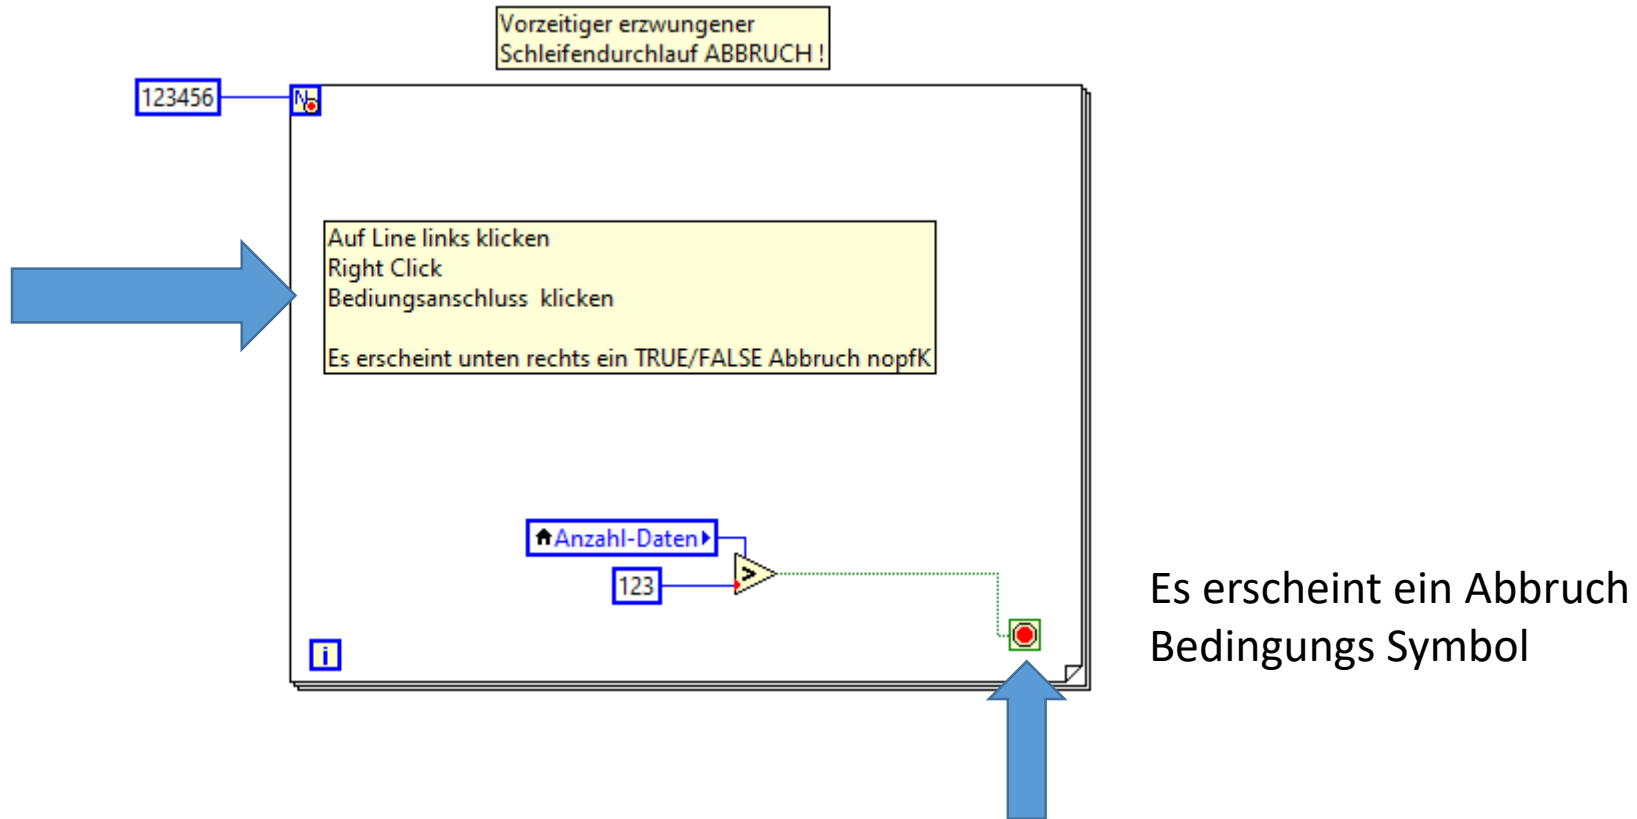 Vorzeitiger erzwungener
Schleifendurchlauf ABBRUCH !
123456
N
Auf Line links klicken
Right Click
Bediungsanschluss  klicken
Es erscheint unten rechts ein TRUE/FALSE Abbruch nopfK
Anzahl-Daten
>
123
i
Es erscheint ein Abbruch
Bedingungs Symbol